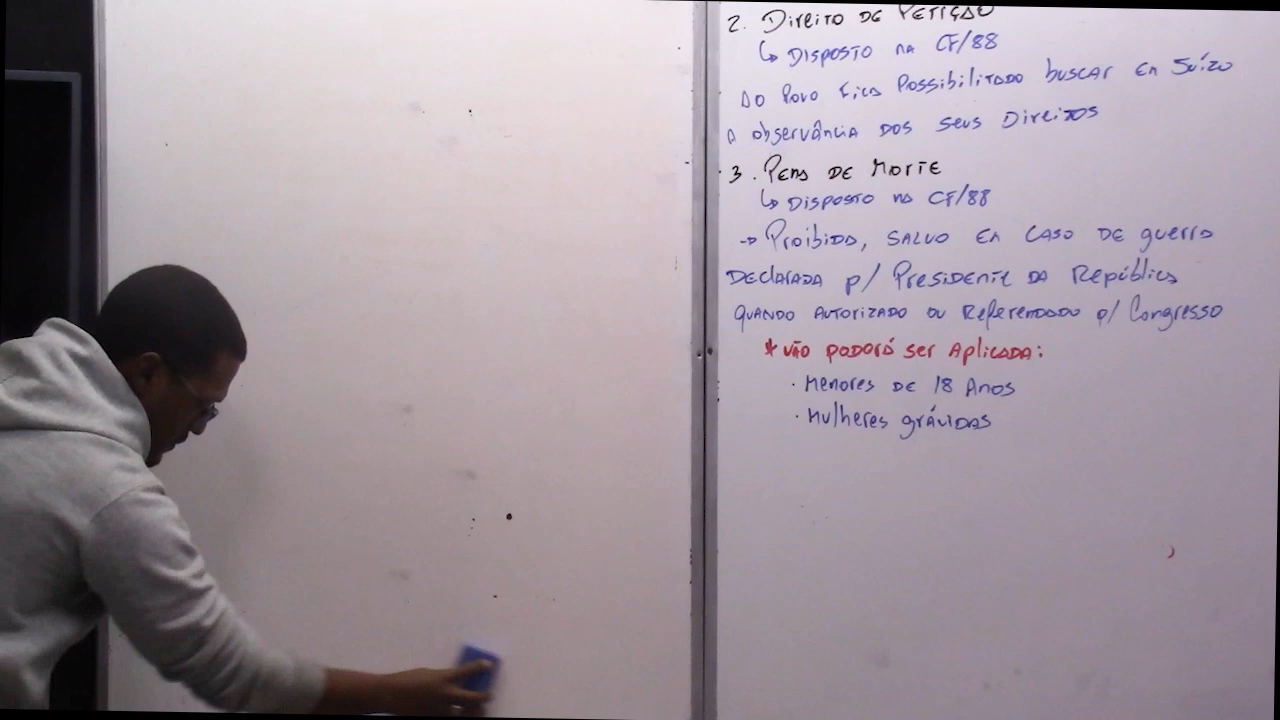 2. Direito de Petição
↳ Disposto na CF/88
Ao Povo fica Possibilitado buscar em Juízo
a observância dos seus Direitos
3. Pena de Morte
↳ Disposto na CF/88
→ Proibida, salvo em caso de guerra
Declarada p/ Presidente da República
quando autorizado ou Referendado p/ Congresso
* Não poderá ser Aplicada:
· Menores de 18 Anos
· Mulheres grávidas